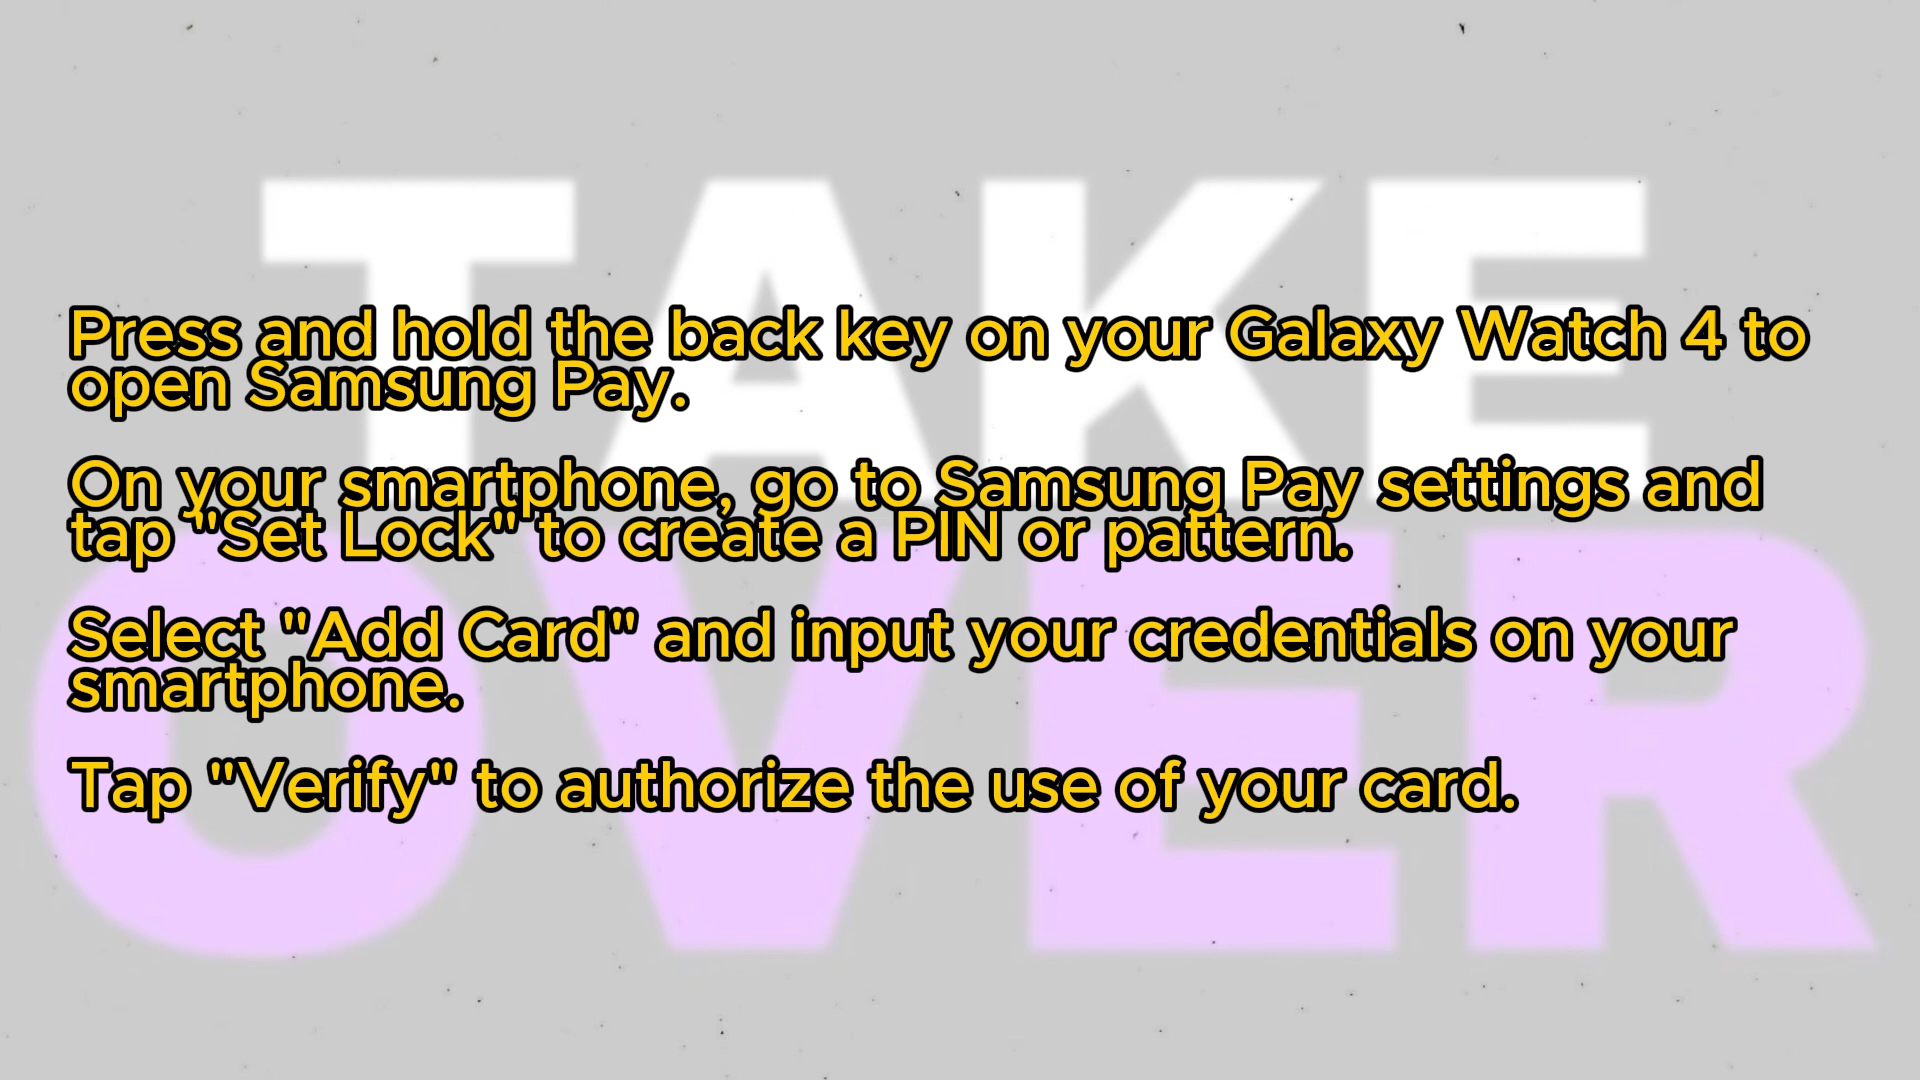 TAKE
OVER
Press and hold the back key on your Galaxy Watch 4 to
open Samsung Pay.
On your smartphone, go to Samsung Pay settings and
tap "Set Lock" to create a PIN or pattern.
Select "Add Card" and input your credentials on your
smartphone.
Tap "Verify" to authorize the use of your card.